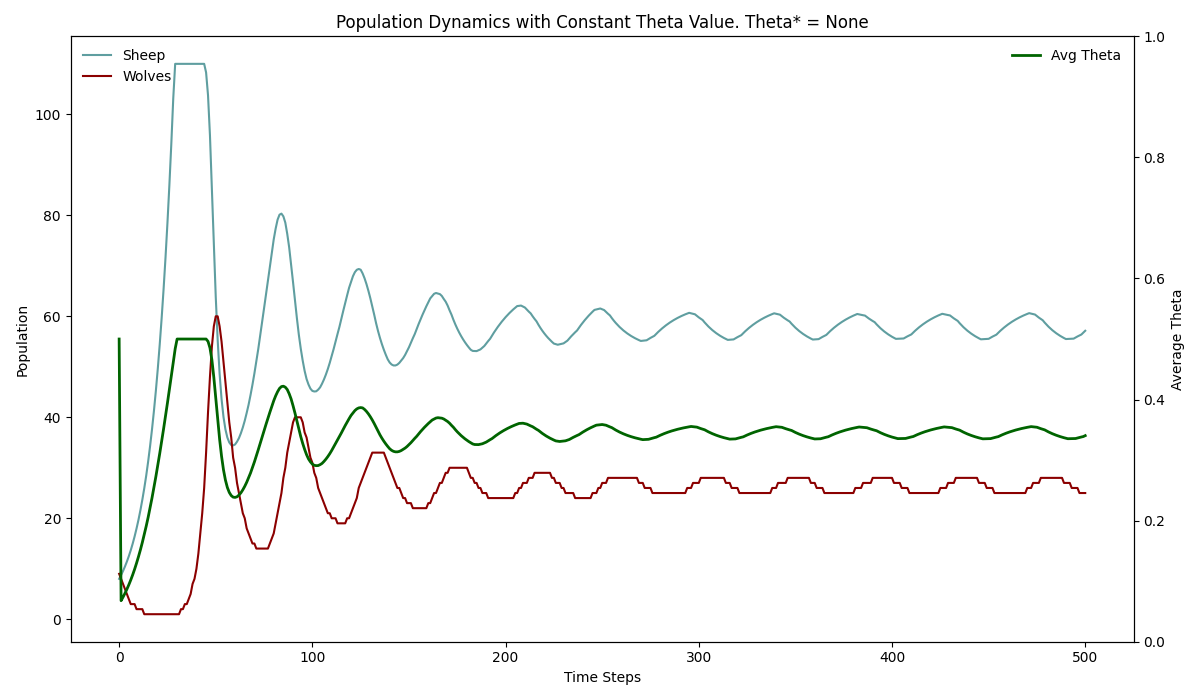 Population Dynamics with Constant Theta Value. Theta* = None
Sheep
Wolves
Avg Theta
Population
100
80
60
40
20
0
1.0
0.8
0.6
0.4
0.2
0.0
Average Theta
0 100 200 300 400 500
Time Steps